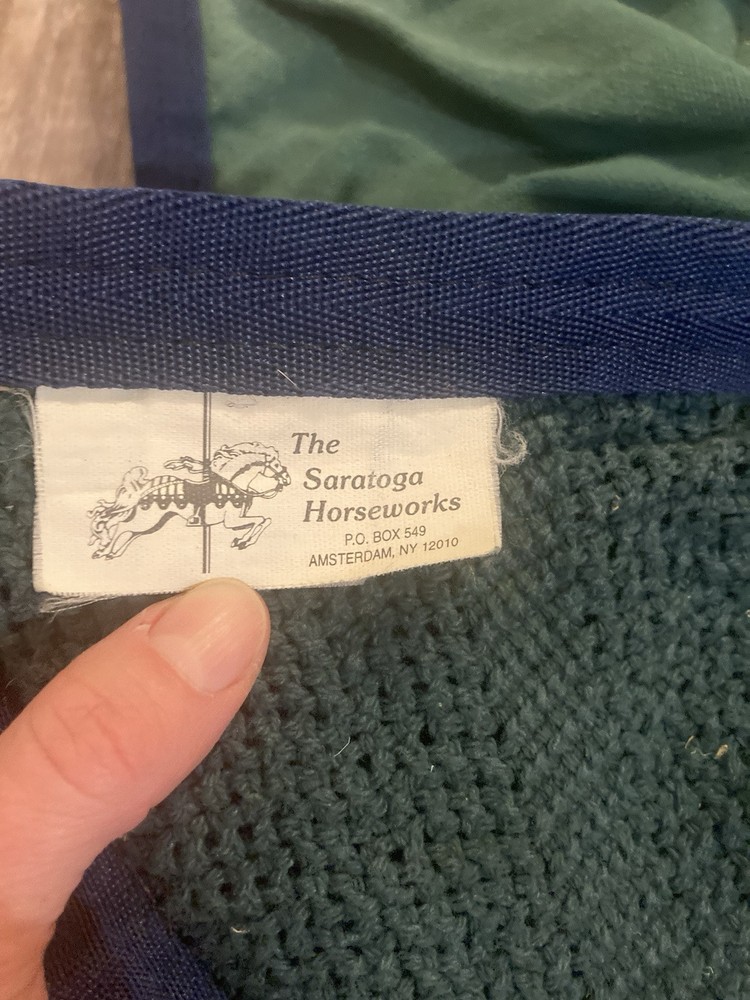 The
Saratoga
Horseworks
P.O. BOX 549
AMSTERDAM, NY 12010